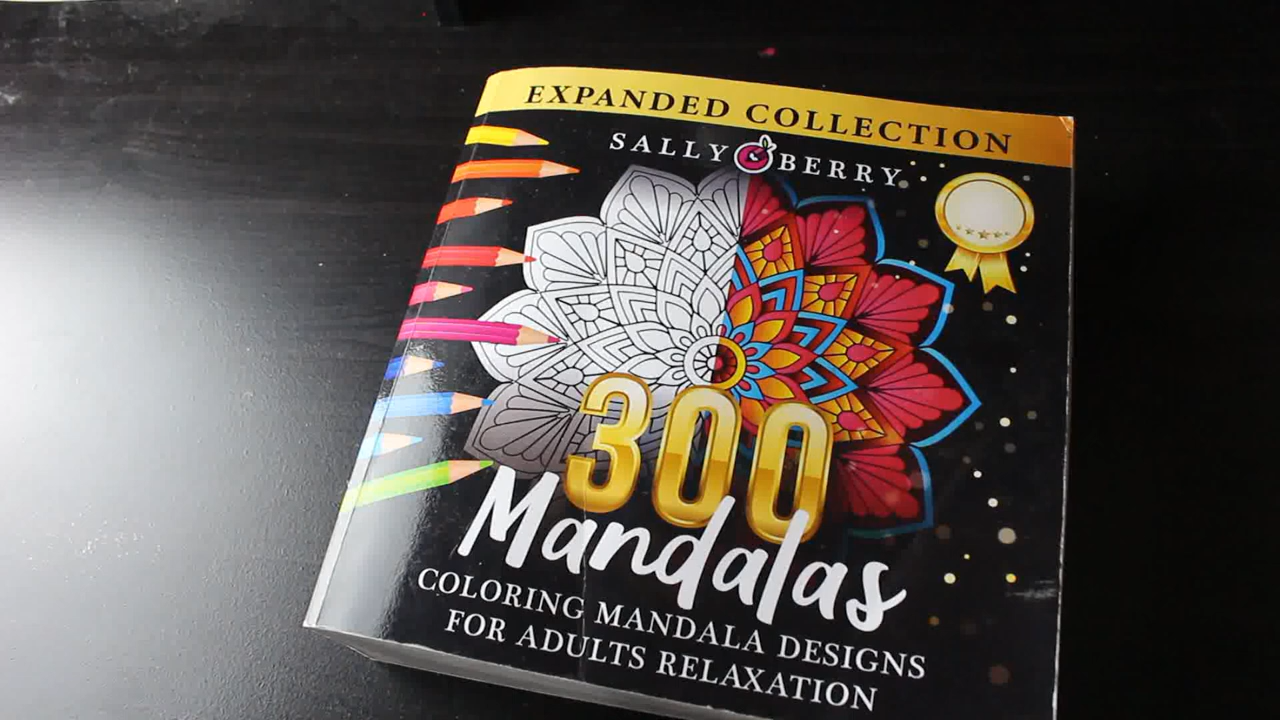 EXPANDED COLLECTION
SALLY BERRY
300
Mandalas
COLORING MANDALA DESIGNS
FOR ADULTS RELAXATION